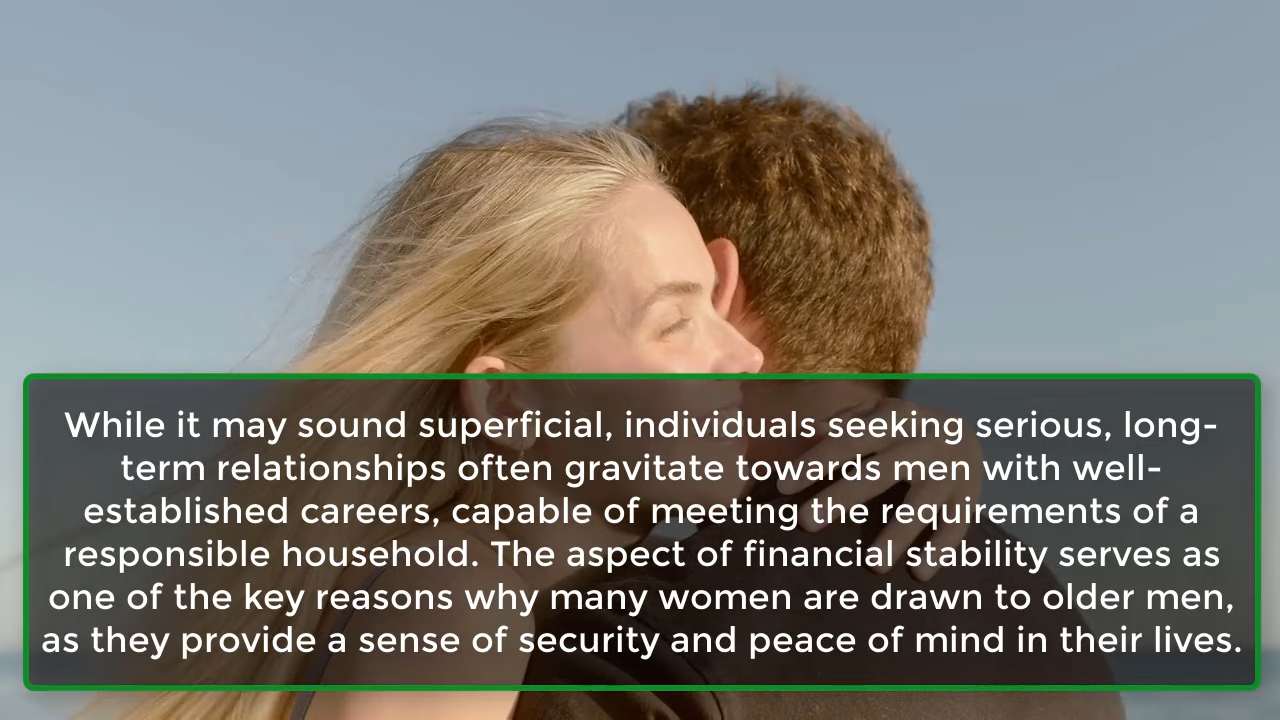 While it may sound superficial, individuals seeking serious, long-
term relationships often gravitate towards men with well-
established careers, capable of meeting the requirements of a
responsible household. The aspect of financial stability serves as
one of the key reasons why many women are drawn to older men,
as they provide a sense of security and peace of mind in their lives.